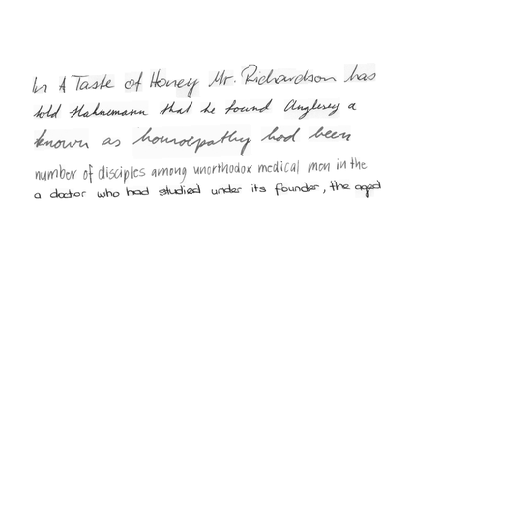 In A Taste of Honey Mr. Richardson has
told Hahnemann that he found Anglesey a
known as homoepathy had been
number of disciples among unorthodox medical men in the
a doctor who had studied under its founder, the aged